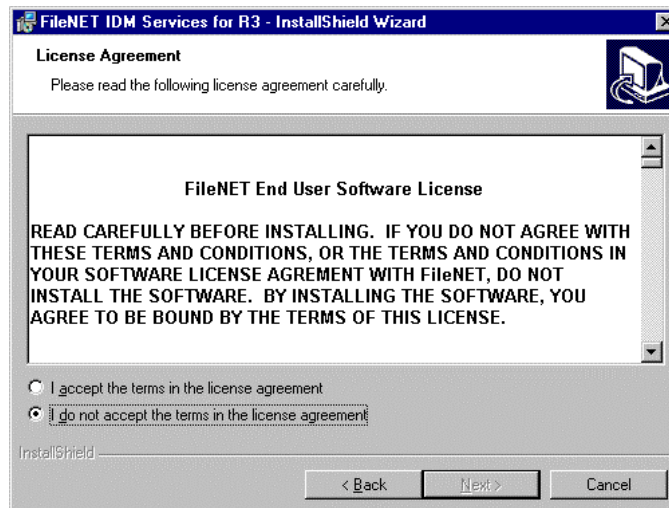 FileNET IDM Services for R3 - InstallShield Wizard
License Agreement
Please read the following license agreement carefully.
FileNET End User Software License
READ CAREFULLY BEFORE INSTALLING. IF YOU DO NOT AGREE WITH
THESE TERMS AND CONDITIONS, OR THE TERMS AND CONDITIONS IN
YOUR SOFTWARE LICENSE AGREMENT WITH FileNET, DO NOT
INSTALL THE SOFTWARE. BY INSTALLING THE SOFTWARE, YOU
AGREE TO BE BOUND BY THE TERMS OF THIS LICENSE.
I accept the terms in the license agreement
I do not accept the terms in the license agreement
InstallShield
< Back Next > Cancel